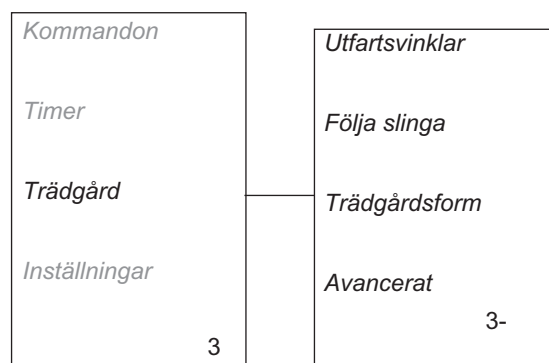 Kommandon
Timer
Trädgård
Inställningar
3
Utfartsvinklar
Följa slinga
Trädgårdsform
Avancerat
3-